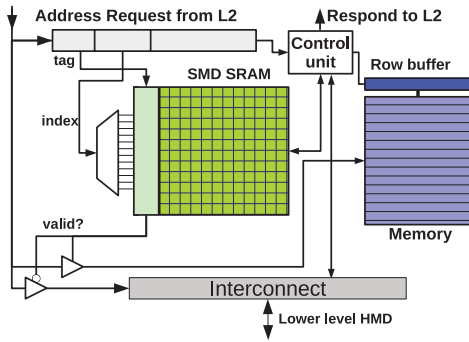 Address Request from L2
Respond to L2
tag
Control
unit
SMD SRAM
Row buffer
index
valid?
Memory
Interconnect
Lower level HMD